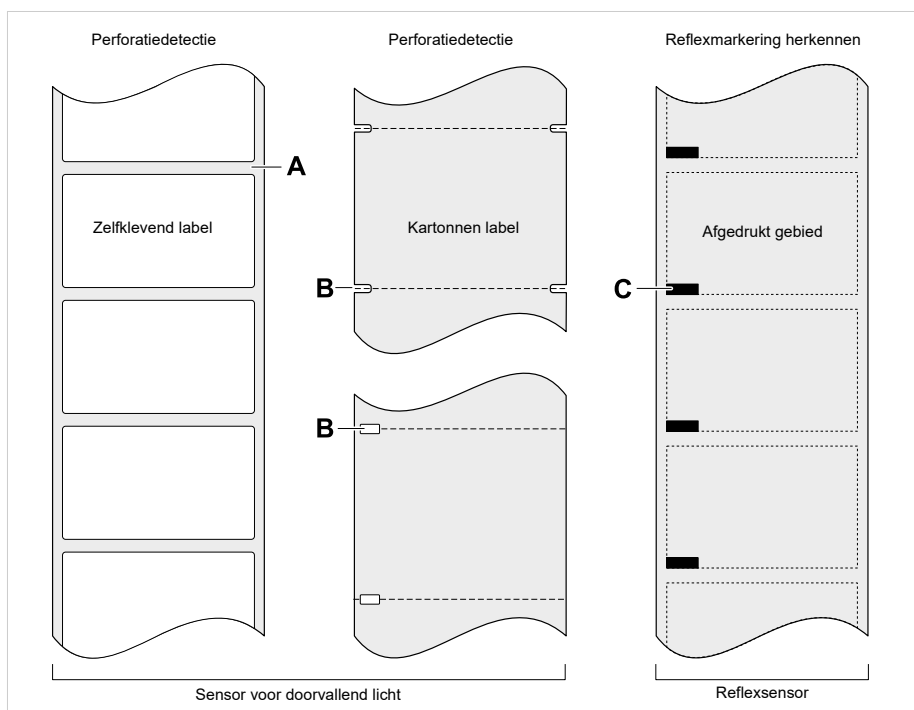 Perforatiedetectie
Perforatiedetectie
Reflexmarkering herkennen
A
Zelfklevend label
Kartonnen label
Afgedrukt gebied
B
C
B
Sensor voor doorvallend licht
Reflexsensor